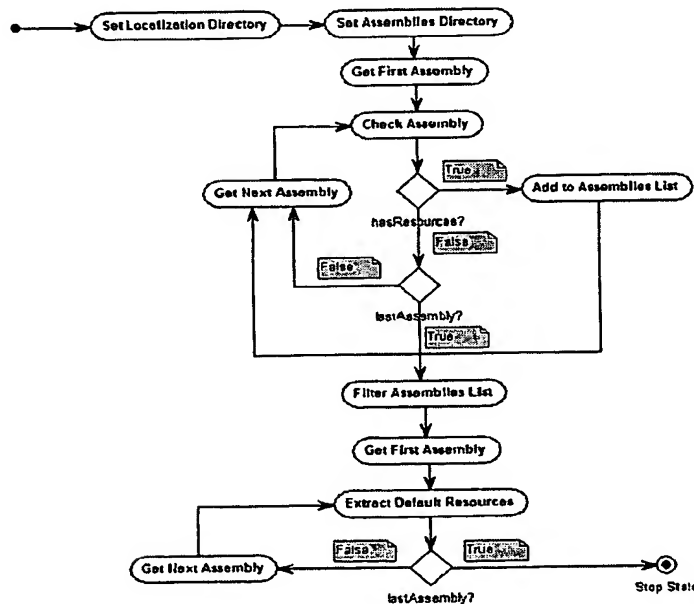 Set Localization Directory
Set Assemblies Directory
Get First Assembly
Check Assembly
True
Get Next Assembly
Add to Assemblies List
hasResources?
False
False
lastAssembly?
True
Filter Assemblies List
Get First Assembly
Extract Default Resources
False
True
Get Next Assembly
lastAssembly?
Stop State